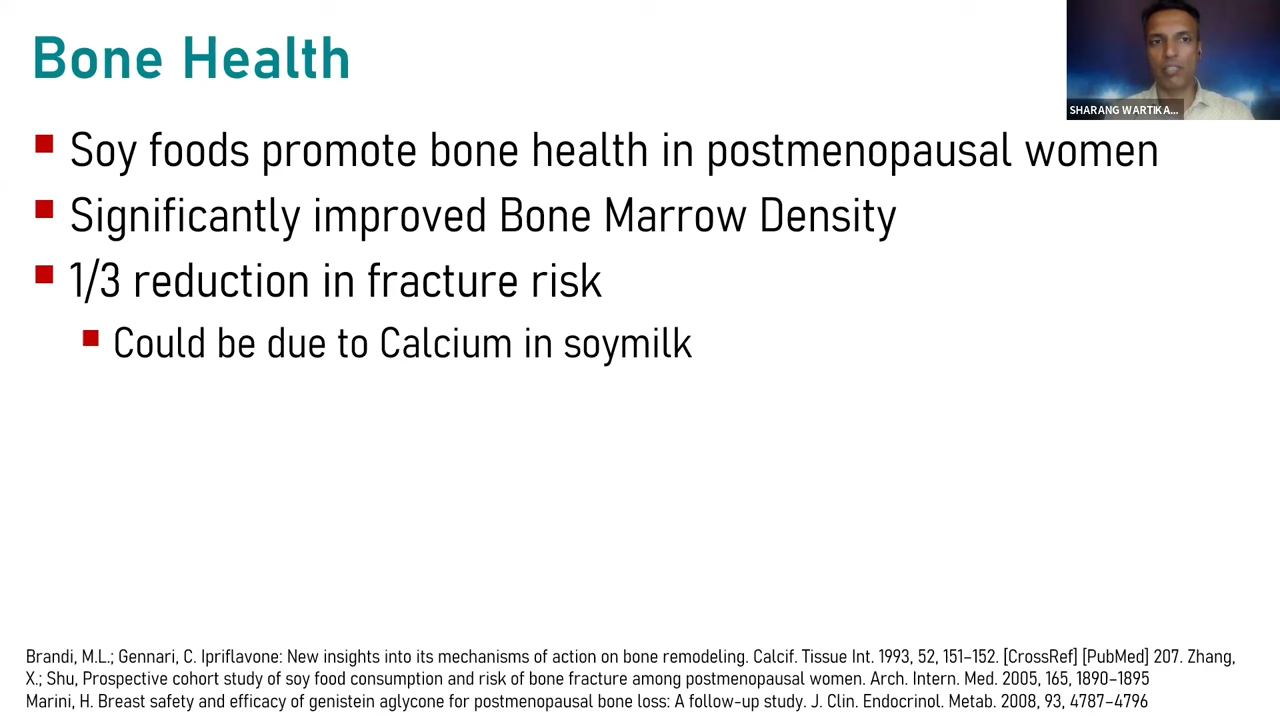 Bone Health
SHARANG WARTIKA...
Soy foods promote bone health in postmenopausal women
Significantly improved Bone Marrow Density
1/3 reduction in fracture risk
Could be due to Calcium in soymilk
Brandi, M.L.; Gennari, C. Ipriflavone: New insights into its mechanisms of action on bone remodeling. Calcif. Tissue Int. 1993, 52, 151–152. [CrossRef] [PubMed] 207. Zhang,
X.; Shu, Prospective cohort study of soy food consumption and risk of bone fracture among postmenopausal women. Arch. Intern. Med. 2005, 165, 1890–1895
Marini, H. Breast safety and efficacy of genistein aglycone for postmenopausal bone loss: A follow-up study. J. Clin. Endocrinol. Metab. 2008, 93, 4787–4796